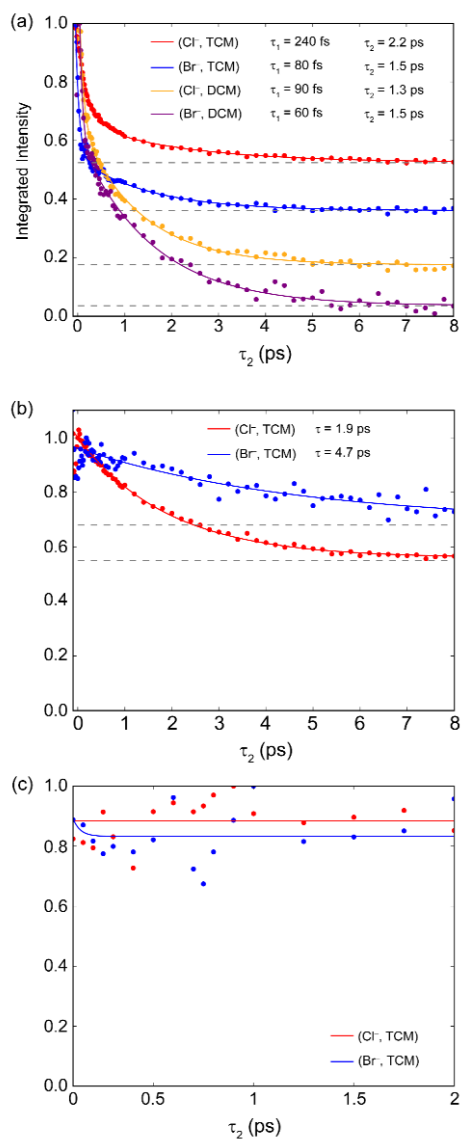 (a)
(Cl⁻, TCM) τ₁ = 240 fs τ₂ = 2.2 ps
(Br⁻, TCM) τ₁ = 80 fs τ₂ = 1.5 ps
(Cl⁻, DCM) τ₁ = 90 fs τ₂ = 1.3 ps
(Br⁻, DCM) τ₁ = 60 fs τ₂ = 1.5 ps
Integrated Intensity
1.0
0.8
0.6
0.4
0.2
0.0
0 1 2 3 4 5 6 7 8
τ₂ (ps)
(b)
(Cl⁻, TCM) τ = 1.9 ps
(Br⁻, TCM) τ = 4.7 ps
1.0
0.8
0.6
0.4
0.2
0.0
0 1 2 3 4 5 6 7 8
τ₂ (ps)
(c)
1.0
0.8
0.6
0.4
0.2
0.0
(Cl⁻, TCM)
(Br⁻, TCM)
0 0.5 1 1.5 2
τ₂ (ps)